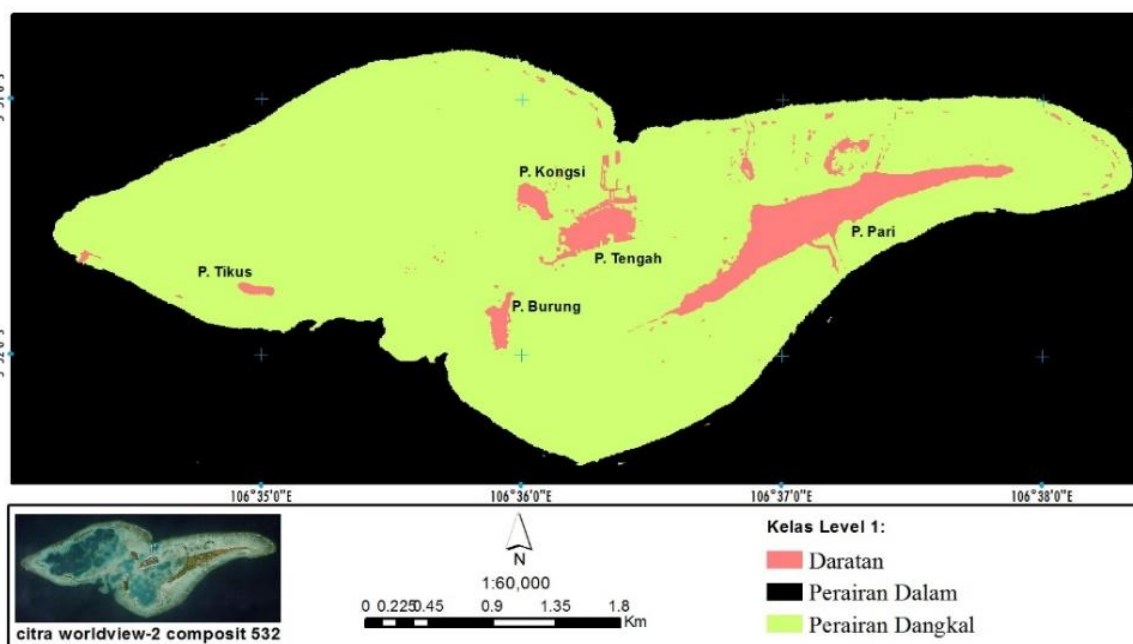 P. Kongsi
P. Pari
P. Tengah
P. Tikus
P. Burung
106°35'0"E
106°36'0"E
106°37'0"E
106°38'0"E
N
1:60,000
0 0.225 0.45 0.9 1.35 1.8
Km
citra worldview-2 composit 532
Kelas Level 1:
Daratan
Perairan Dalam
Perairan Dangkal